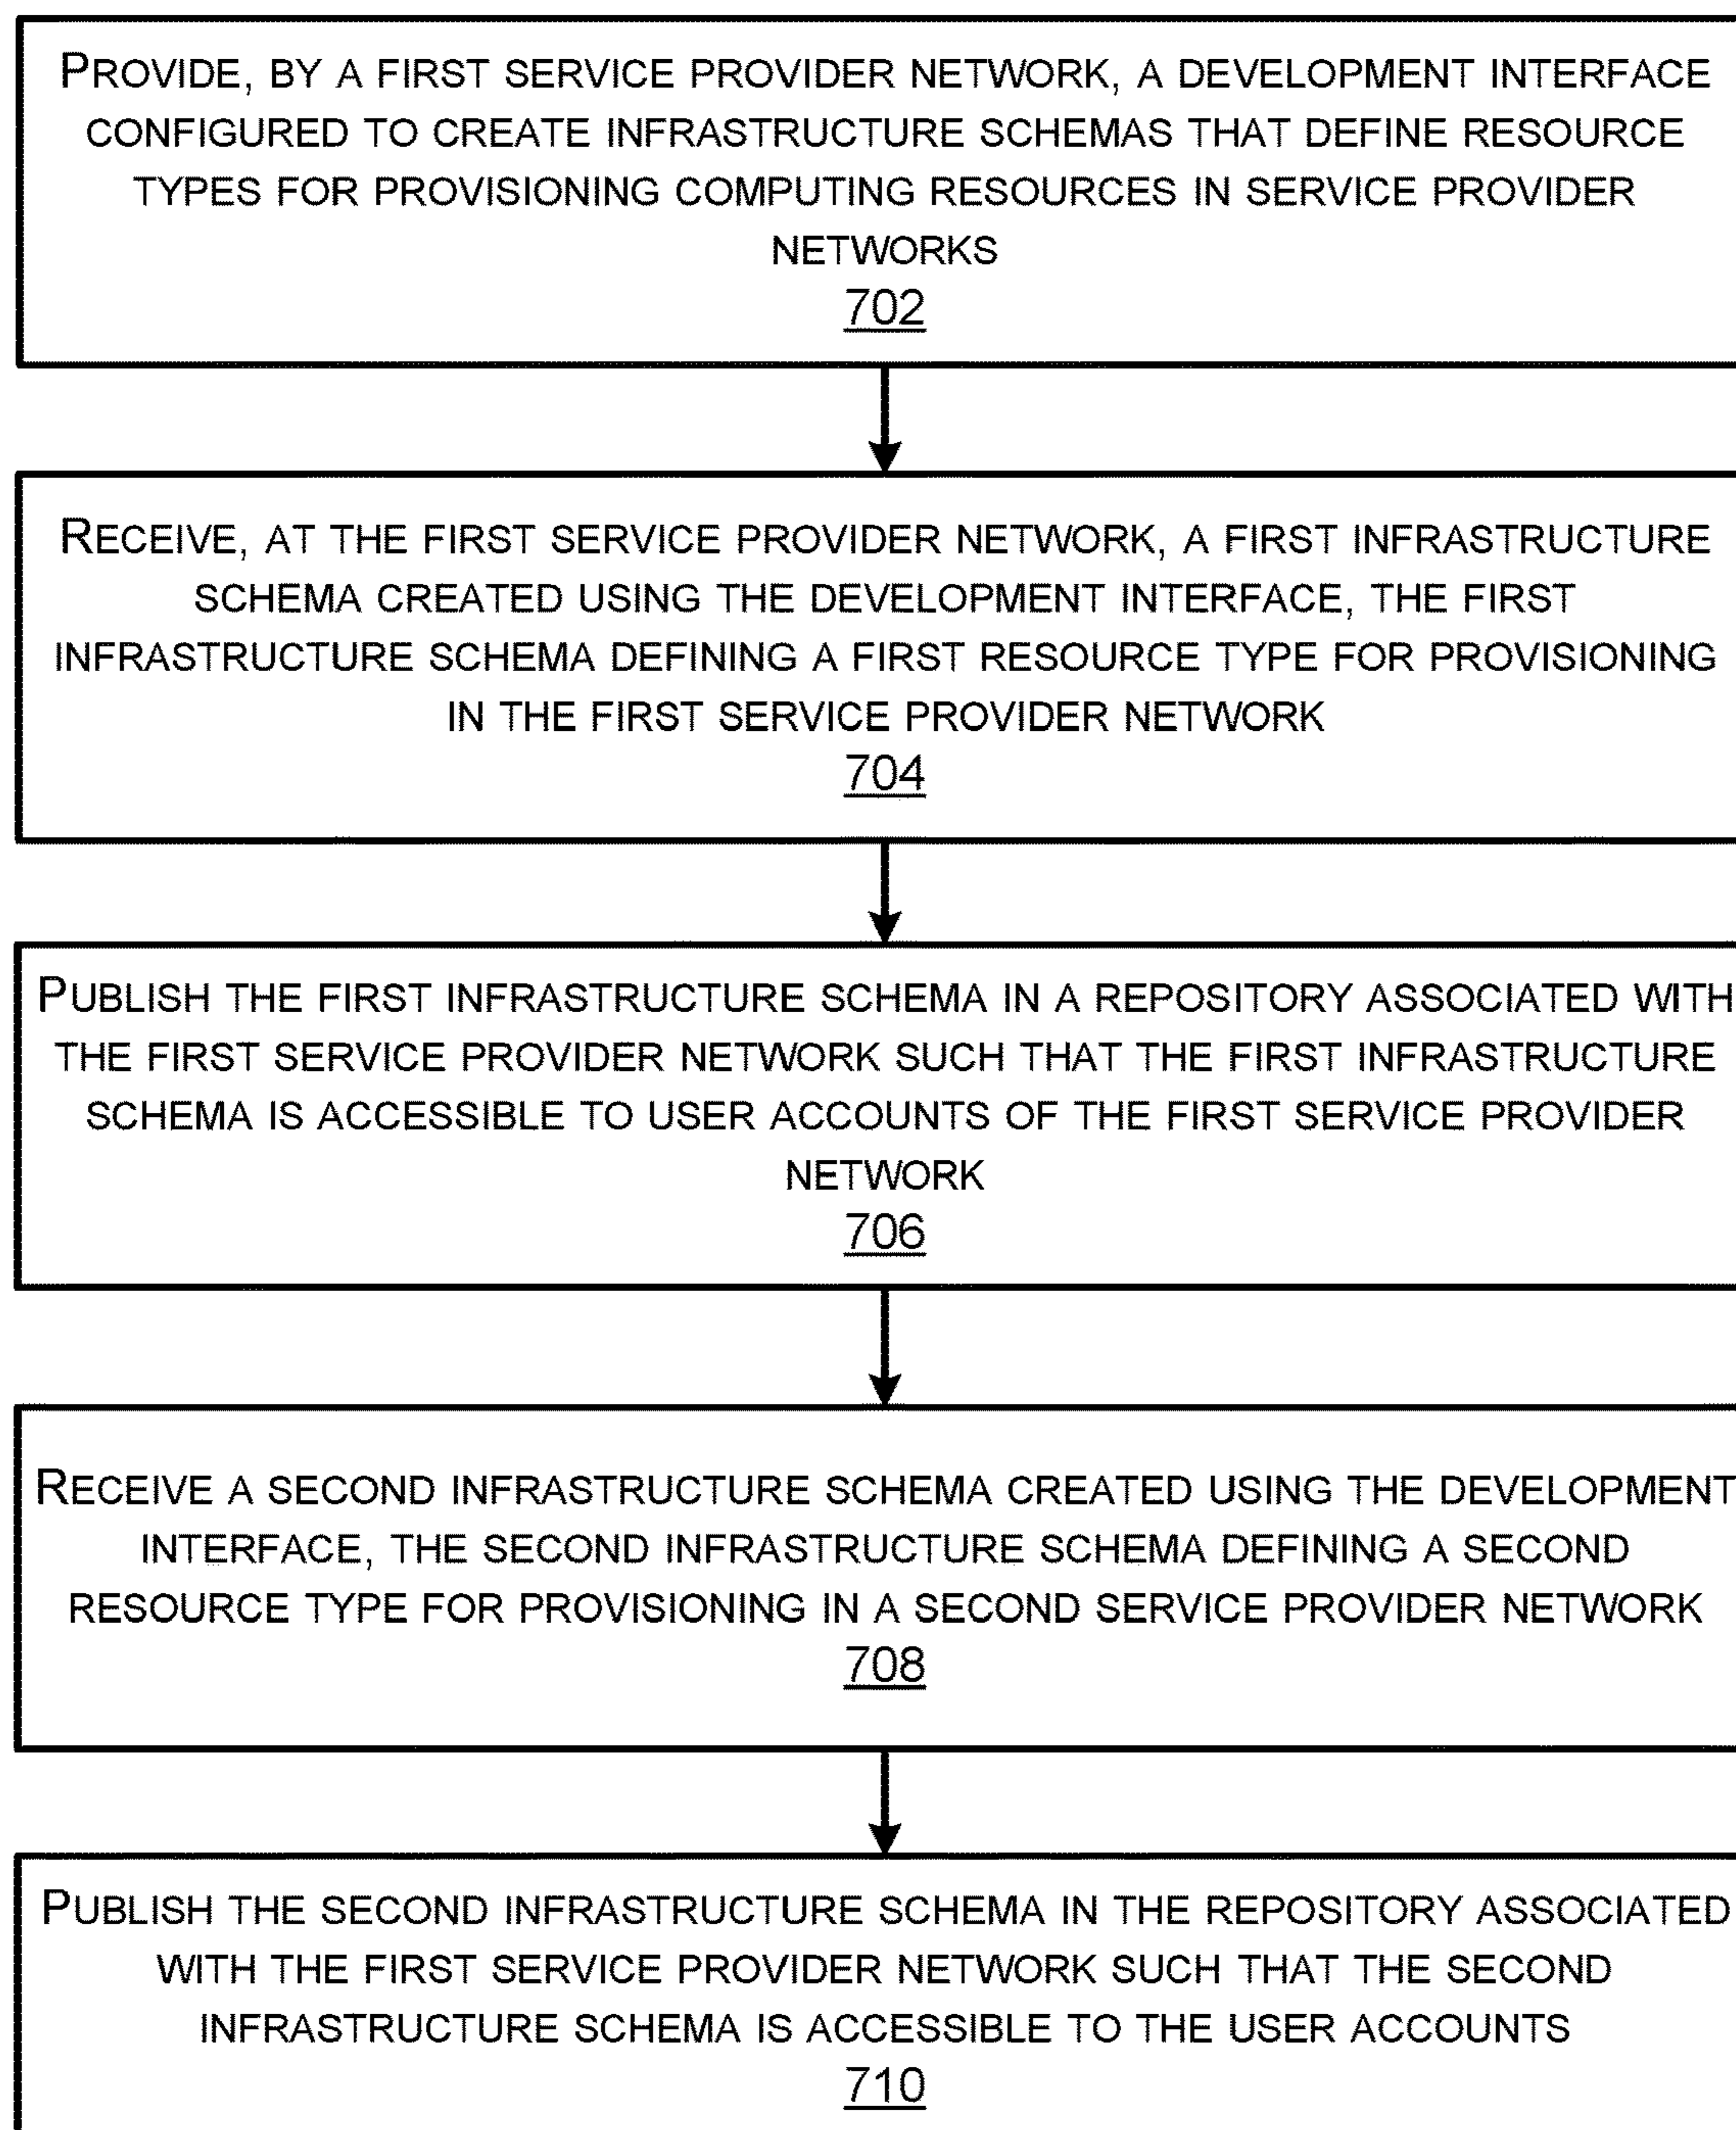 PROVIDE, BY A FIRST SERVICE PROVIDER NETWORK, A DEVELOPMENT INTERFACE
CONFIGURED TO CREATE INFRASTRUCTURE SCHEMAS THAT DEFINE RESOURCE
TYPES FOR PROVISIONING COMPUTING RESOURCES IN SERVICE PROVIDER
NETWORKS
702
RECEIVE, AT THE FIRST SERVICE PROVIDER NETWORK, A FIRST INFRASTRUCTURE
SCHEMA CREATED USING THE DEVELOPMENT INTERFACE, THE FIRST
INFRASTRUCTURE SCHEMA DEFINING A FIRST RESOURCE TYPE FOR PROVISIONING
IN THE FIRST SERVICE PROVIDER NETWORK
704
PUBLISH THE FIRST INFRASTRUCTURE SCHEMA IN A REPOSITORY ASSOCIATED WITH
THE FIRST SERVICE PROVIDER NETWORK SUCH THAT THE FIRST INFRASTRUCTURE
SCHEMA IS ACCESSIBLE TO USER ACCOUNTS OF THE FIRST SERVICE PROVIDER
NETWORK
706
RECEIVE A SECOND INFRASTRUCTURE SCHEMA CREATED USING THE DEVELOPMENT
INTERFACE, THE SECOND INFRASTRUCTURE SCHEMA DEFINING A SECOND
RESOURCE TYPE FOR PROVISIONING IN A SECOND SERVICE PROVIDER NETWORK
708
PUBLISH THE SECOND INFRASTRUCTURE SCHEMA IN THE REPOSITORY ASSOCIATED
WITH THE FIRST SERVICE PROVIDER NETWORK SUCH THAT THE SECOND
INFRASTRUCTURE SCHEMA IS ACCESSIBLE TO THE USER ACCOUNTS
710